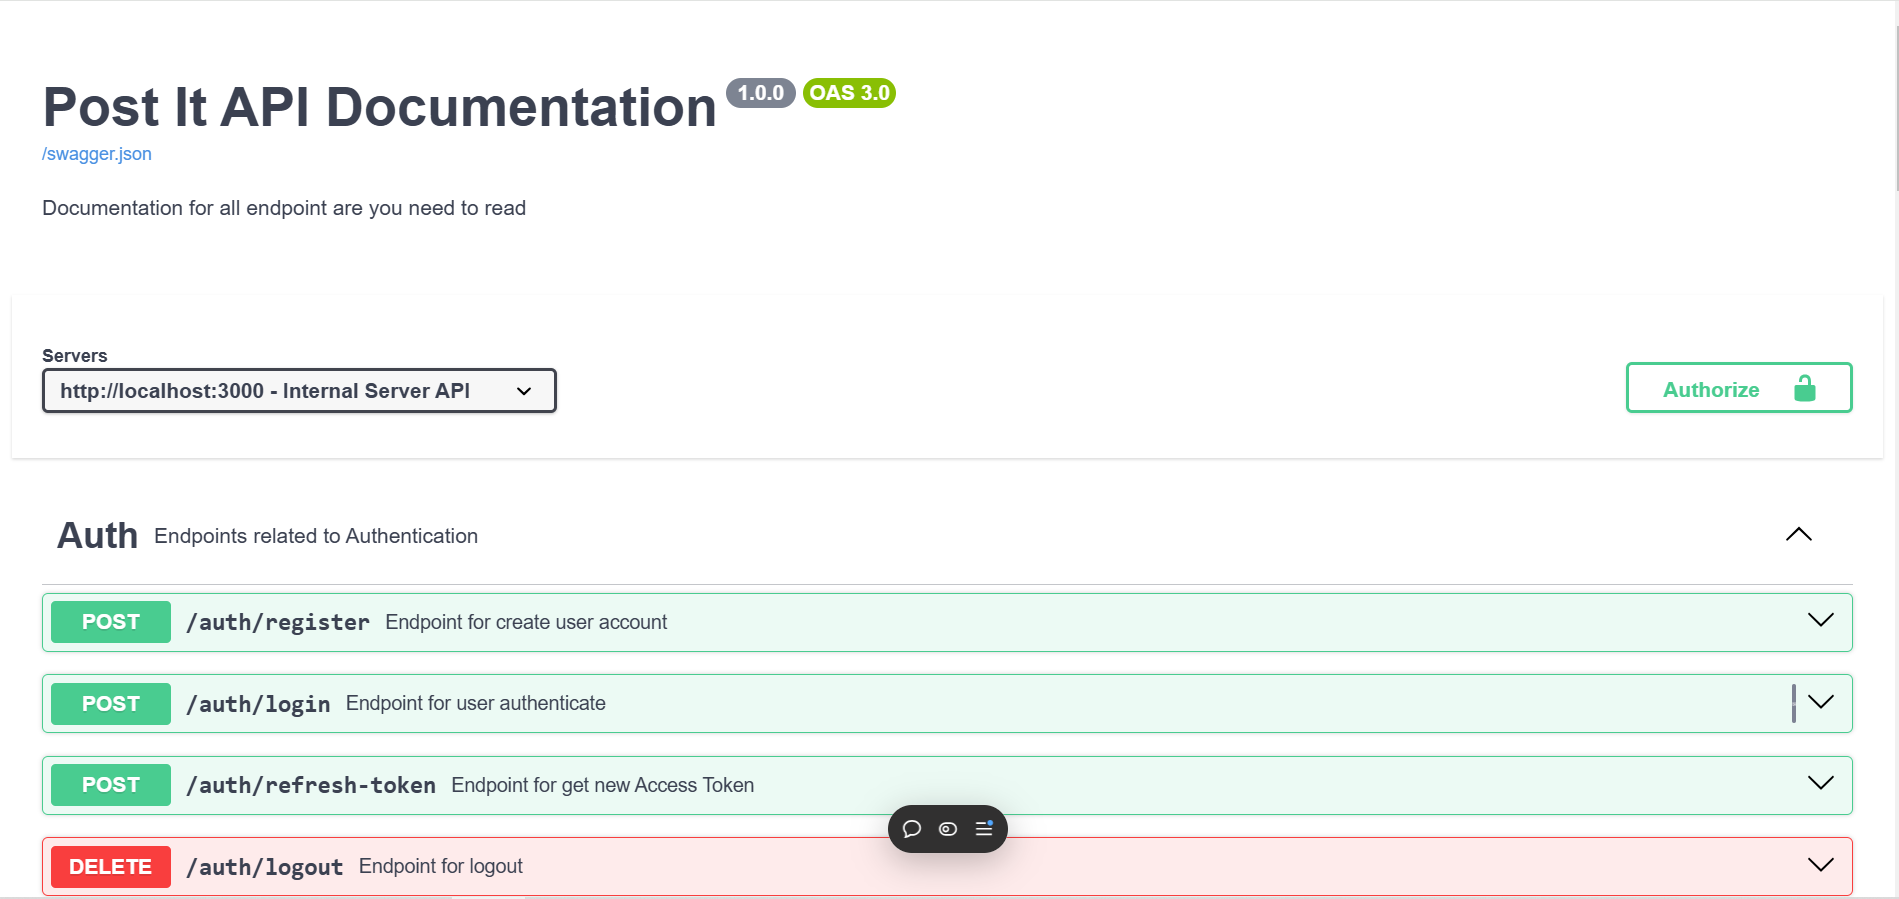 Post It API Documentation 1.0.0 OAS 3.0
/swagger.json
Documentation for all endpoint are you need to read
Servers
http://localhost:3000 - Internal Server API
Authorize
Auth Endpoints related to Authentication
POST /auth/register Endpoint for create user account
POST /auth/login Endpoint for user authenticate
POST /auth/refresh-token Endpoint for get new Access Token
DELETE /auth/logout Endpoint for logout